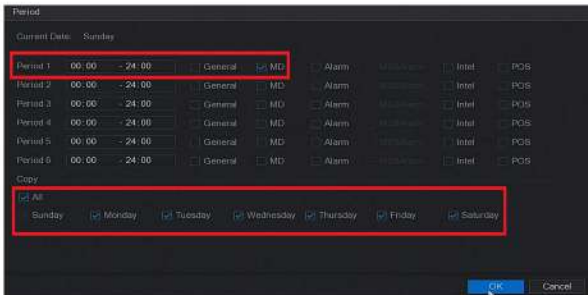 Period
Current Date: Sunday
Period 1 00:00 - 24:00 General MD Alarm Intel POS
Period 2 00:00 - 24:00 General MD Alarm Intel POS
Period 3 00:00 - 24:00 General MD Alarm Intel POS
Period 4 00:00 - 24:00 General MD Alarm Intel POS
Period 5 00:00 - 24:00 General MD Alarm Intel POS
Period 6 00:00 - 24:00 General MD Alarm Intel POS
Copy
All
Sunday Monday Tuesday Wednesday Thursday Friday Saturday
OK Cancel